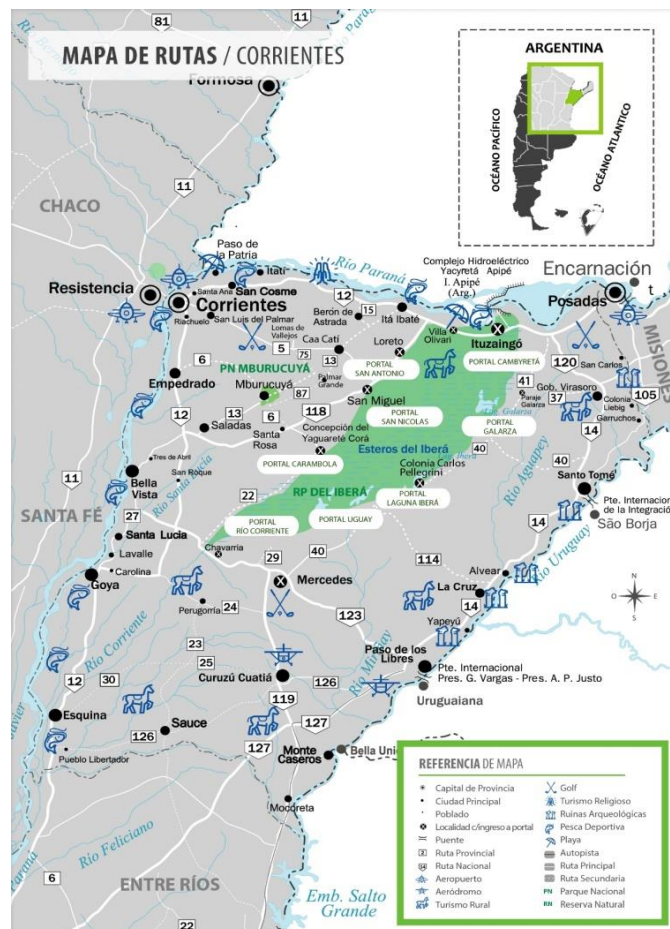 MAPA DE RUTAS / CORRIENTES
ARGENTINA
OCÉANO PACÍFICO
OCÉANO ATLANTICO
81
11
Formosa
11
CHACO
Paso de
la Patria
Itatí
Río Paraná
Complejo Hidroeléctrico
Yacyretá Apipé
I. Apipé
(Arg.)
Encarnación
Posadas
MISIONES
Resistencia
Corrientes
Santa Ana
San Cosme
Riachuelo
San Luis del Palmar
12
Berón de
Astrada
15
Itá Ibaté
Villa
Olivari
Ituzaingó
Lomas de
Vallejos
Caa Catí
Loreto
5
75
13
6
PN MBURUCUYÁ
PORTAL
SAN ANTONIO
PORTAL CAMBYRETÁ
120
San Carlos
Empedrado
Mburucuyá
Palmar
Grande
87
San Miguel
41
Paraje
Galarza
Gob. Virasoro
37
Colonia
Liebig
105
Garruchos
12
13
Saladas
6
Santa
Rosa
118
Concepción del
Yaguareté Corá
PORTAL
SAN NICOLAS
PORTAL
GALARZA
14
Tres de Abril
San Roque
PORTAL CARAMBOLA
Esteros del Iberá
40
40
Río Aguapey
11
Bella
Vista
Río Santa Lucía
22
Colonia Carlos
Pellegrini
Santo Tomé
Pte. Internacional
de la Integración
São Borja
SANTA FÉ
27
RP DEL IBERÁ
PORTAL
LAGUNA IBERÁ
PORTAL
RÍO CORRIENTE
PORTAL UGUAY
14
Santa Lucia
Lavalle
Chavarria
Carolina
29
40
114
Alvear
Río Uruguay
Goya
Mercedes
La Cruz
14
Perugorría
24
123
Yapeyú
Río Corriente
23
25
Río Miriñay
Paso de los
Libres
Pte. Internacional
Pres. G. Vargas - Pres. A. P. Justo
12
30
Curuzú Cuatiá
126
Uruguaiana
119
Esquina
Sauce
126
127
127
Pueblo Libertador
Monte
Caseros
Mocoreta
Río Feliciano
6
ENTRE RÍOS
22
Emb. Salto
Grande
N
O
E
S
REFERENCIA DE MAPA
Capital de Provincia
Ciudad Principal
Poblado
Localidad c/ingreso a portal
Puente
Ruta Provincial
Ruta Nacional
Aeropuerto
Aeródromo
Turismo Rural
Golf
Turismo Religioso
Ruinas Arqueológicas
Pesca Deportiva
Playa
Autopista
Ruta Principal
Ruta Secundaria
PN Parque Nacional
RN Reserva Natural